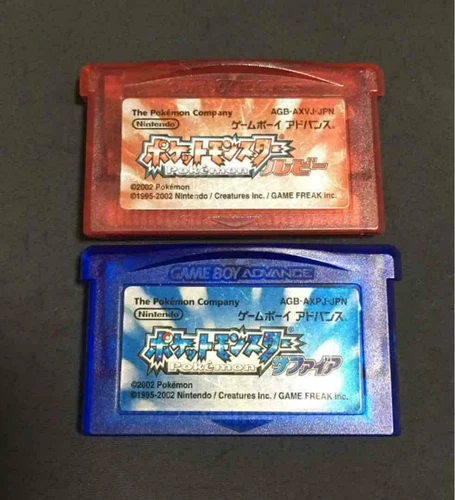 The Pokémon Company AGB-AXVJ-JPN
Nintendo ゲームボーイ アドバンス
ポケットモンスター
Pokémon ルビー
©2002 Pokémon
©1995-2002 Nintendo / Creatures Inc. / GAME FREAK inc.
GAME BOY ADVANCE
The Pokémon Company AGB-AXPJ-JPN
Nintendo ゲームボーイ アドバンス
ポケットモンスター
Pokémon サファイア
©2002 Pokémon
©1995-2002 Nintendo / Creatures Inc. / GAME FREAK inc.